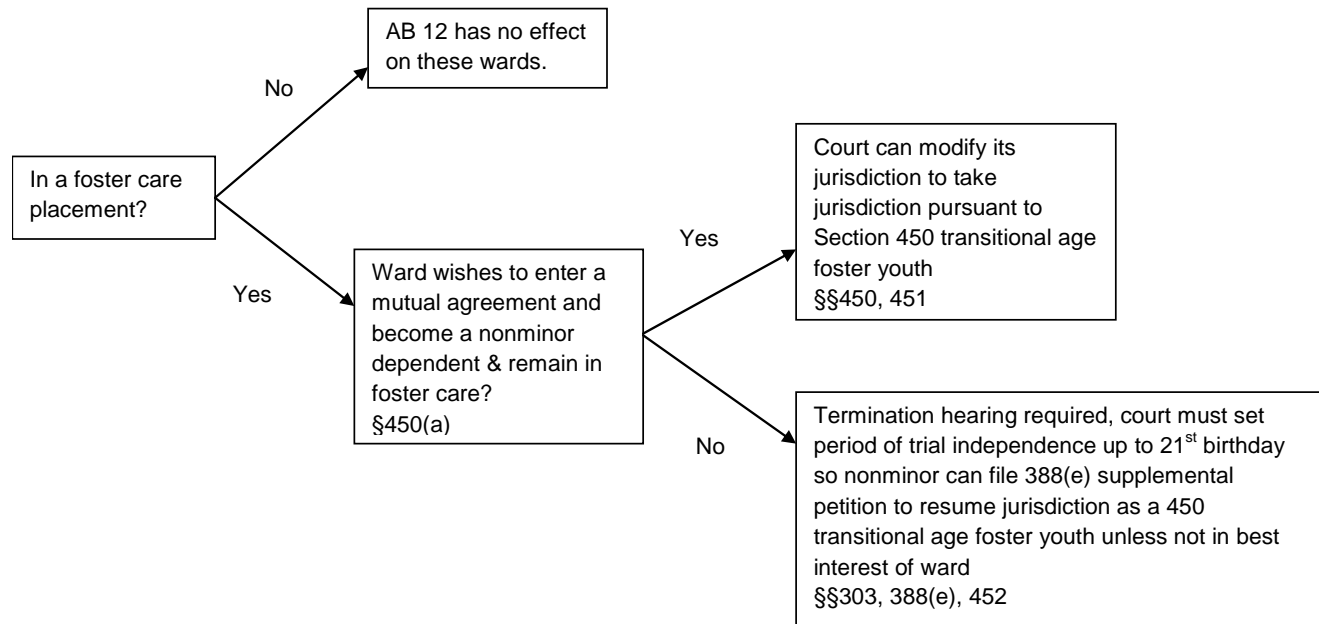 AB 12 has no effect
on these wards.
No
In a foster care
placement?
Yes
Ward wishes to enter a
mutual agreement and
become a nonminor
dependent & remain in
foster care?
§450(a)
Yes
Court can modify its
jurisdiction to take
jurisdiction pursuant to
Section 450 transitional age
foster youth
§§450, 451
No
Termination hearing required, court must set
period of trial independence up to 21st birthday
so nonminor can file 388(e) supplemental
petition to resume jurisdiction as a 450
transitional age foster youth unless not in best
interest of ward
§§303, 388(e), 452